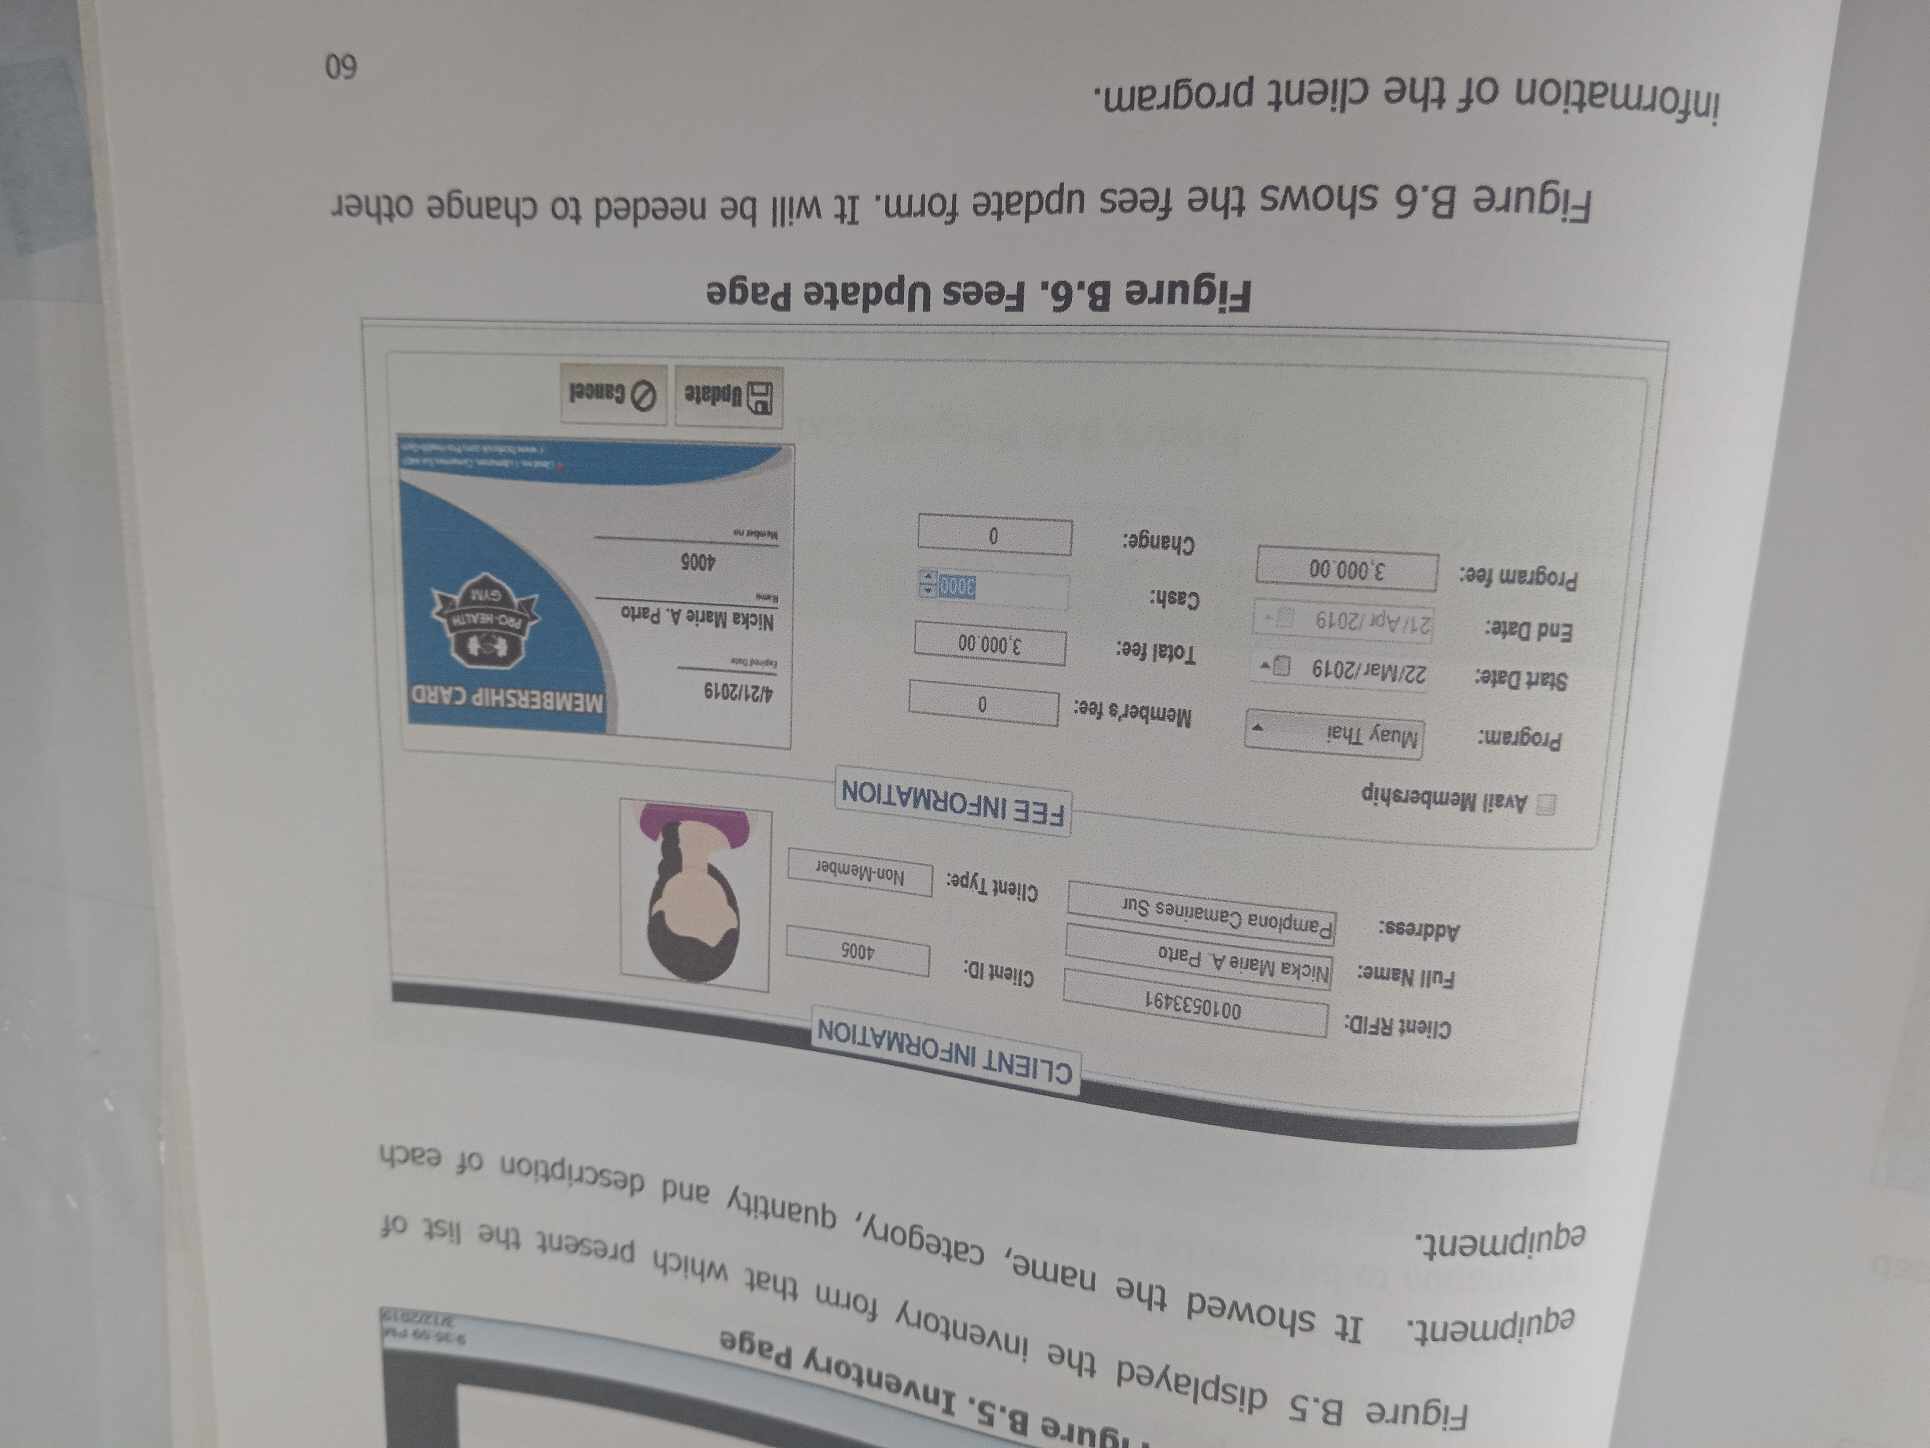 Figure B.5. Inventory Page
9:35:59 PM
3/12/2019
Figure B.5 displayed the inventory form that which present the list of
equipment. It showed the name, category, quantity and description of each
equipment.
CLIENT INFORMATION
Client RFID: 0010533491
Full Name: Nicka Marie A. Parto
Address: Pamplona Camarines Sur
Client ID: 4005
Client Type: Non-Member
FEE INFORMATION
Avail Membership
Program: Muay Thai
Start Date: 22/Mar/2019
End Date: 21/Apr/2019
Program fee: 3,000.00
Member's fee: 0
Total fee: 3,000.00
Cash: 3000
Change: 0
MEMBERSHIP CARD
4/21/2019
Expired Date
Nicka Marie A. Parto
Name
4005
Member no
PRO-HEALTH
GYM
Update
Cancel
Figure B.6. Fees Update Page
Figure B.6 shows the fees update form. It will be needed to change other
information of the client program.
60